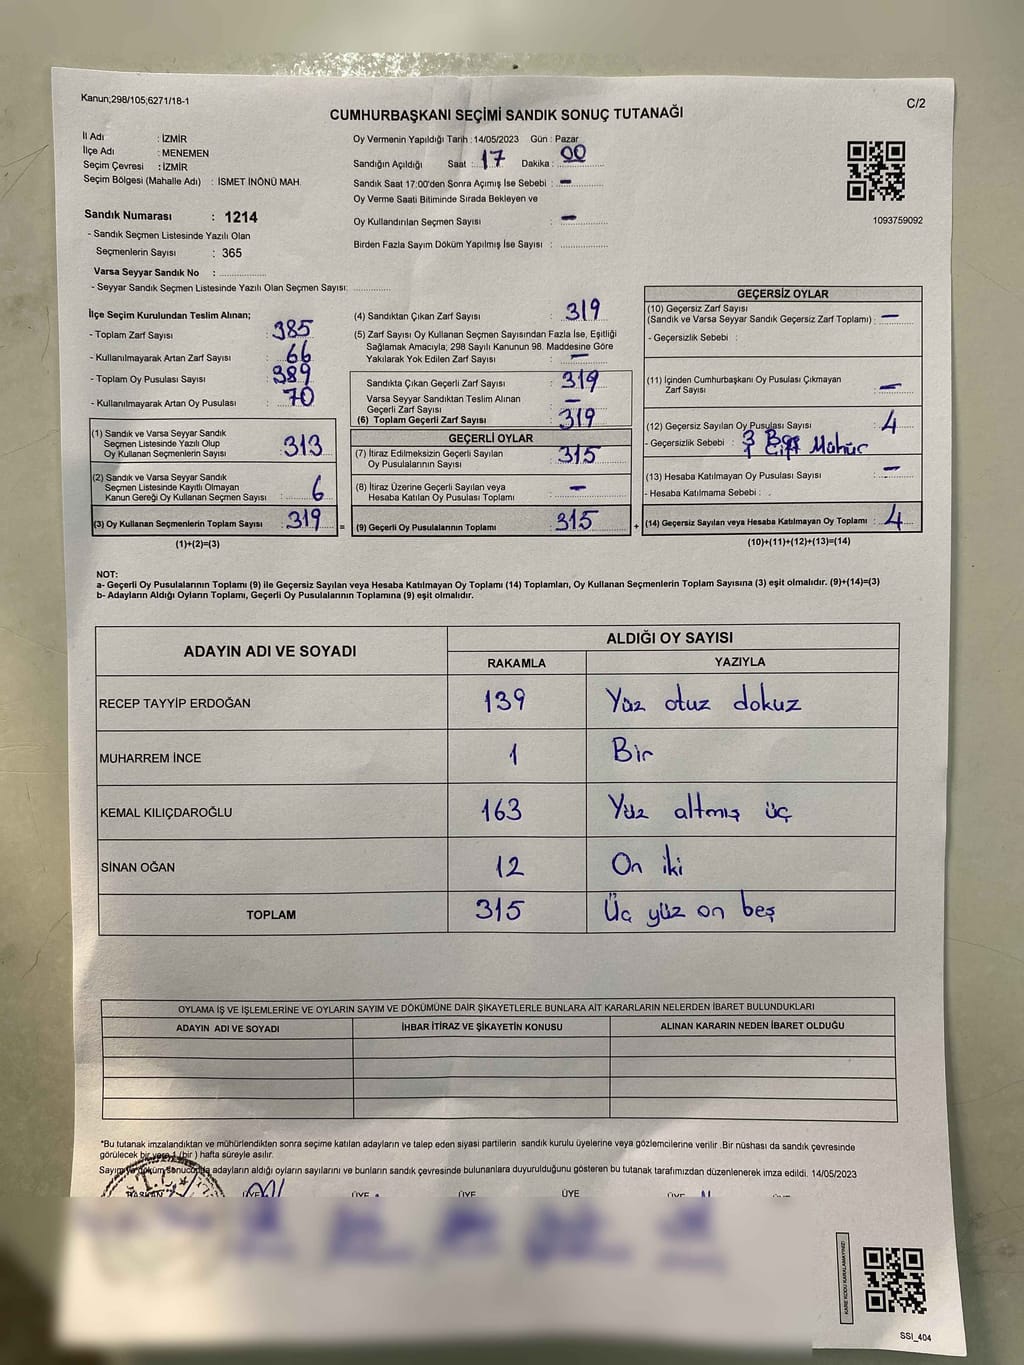 Kanun;298/105;6271/18-1
C/2
CUMHURBAŞKANI SEÇİMİ SANDIK SONUÇ TUTANAĞI
İl Adı : İZMİR
İlçe Adı : MENEMEN
Seçim Çevresi : İZMİR
Seçim Bölgesi (Mahalle Adı) : İSMET İNÖNÜ MAH.
Sandık Numarası : 1214
- Sandık Seçmen Listesinde Yazılı Olan
Seçmenlerin Sayısı : 365
Varsa Seyyar Sandık No : ..................
- Seyyar Sandık Seçmen Listesinde Yazılı Olan Seçmen Sayısı: ..............
Oy Vermenin Yapıldığı Tarih : 14/05/2023 Gün : Pazar
Sandığın Açıldığı Saat : 17 Dakika : 00
Sandık Saat 17:00'den Sonra Açımış İse Sebebi : -
Oy Verme Saati Bitiminde Sırada Bekleyen ve
Oy Kullandırılan Seçmen Sayısı : -
Birden Fazla Sayım Döküm Yapılmış İse Sayısı : ..................
1093759092
İlçe Seçim Kurulundan Teslim Alınan;
- Toplam Zarf Sayısı : 385
- Kullanılmayarak Artan Zarf Sayısı : 66
- Toplam Oy Pusulası Sayısı : 389
- Kullanılmayarak Artan Oy Pusulası : 70
(1) Sandık ve Varsa Seyyar Sandık
Seçmen Listesinde Yazılı Olup
Oy Kullanan Seçmenlerin Sayısı : 313
(2) Sandık ve Varsa Seyyar Sandık
Seçmen Listesinde Kayıtlı Olmayan
Kanun Gereği Oy Kullanan Seçmen Sayısı : 6
(3) Oy Kullanan Seçmenlerin Toplam Sayısı : 319 =
(1)+(2)=(3)
(4) Sandıktan Çıkan Zarf Sayısı : 319
(5) Zarf Sayısı Oy Kullanan Seçmen Sayısından Fazla İse, Eşitliği
Sağlamak Amacıyla; 298 Sayılı Kanunun 98. Maddesine Göre
Yakılarak Yok Edilen Zarf Sayısı : -
Sandıkta Çıkan Geçerli Zarf Sayısı : 319
Varsa Seyyar Sandıktan Teslim Alınan
Geçerli Zarf Sayısı : -
(6) Toplam Geçerli Zarf Sayısı : 319
GEÇERLİ OYLAR
(7) İtiraz Edilmeksizin Geçerli Sayılan
Oy Pusulalarının Sayısı : 315
(8) İtiraz Üzerine Geçerli Sayılan veya
Hesaba Katılan Oy Pusulası Toplamı : -
(9) Geçerli Oy Pusulalarının Toplamı : 315 +
GEÇERSİZ OYLAR
(10) Geçersiz Zarf Sayısı
(Sandık ve Varsa Seyyar Sandık Geçersiz Zarf Toplamı) : -
- Geçersizlik Sebebi :
(11) İçinden Cumhurbaşkanı Oy Pusulası Çıkmayan
Zarf Sayısı : -
(12) Geçersiz Sayılan Oy Pusulası Sayısı : 4
- Geçersizlik Sebebi : 3 Boş
1 Çift Mühür
(13) Hesaba Katılmayan Oy Pusulası Sayısı : -
- Hesaba Katılmama Sebebi : .
(14) Geçersiz Sayılan veya Hesaba Katılmayan Oy Toplamı : 4
(10)+(11)+(12)+(13)=(14)
NOT:
a- Geçerli Oy Pusulalarının Toplamı (9) ile Geçersiz Sayılan veya Hesaba Katılmayan Oy Toplamı (14) Toplamları, Oy Kullanan Seçmenlerin Toplam Sayısına (3) eşit olmalıdır. (9)+(14)=(3)
b- Adayların Aldığı Oyların Toplamı, Geçerli Oy Pusulalarının Toplamına (9) eşit olmalıdır.
ADAYIN ADI VE SOYADI
ALDIĞI OY SAYISI
RAKAMLA YAZIYLA
RECEP TAYYİP ERDOĞAN 139 Yüz otuz dokuz
MUHARREM İNCE 1 Bir
KEMAL KILIÇDAROĞLU 163 Yüz altmış üç
SİNAN OĞAN 12 On iki
TOPLAM 315 Üç yüz on beş
OYLAMA İŞ VE İŞLEMLERİNE VE OYLARIN SAYIM VE DÖKÜMÜNE DAİR ŞİKAYETLERLE BUNLARA AİT KARARLARIN NELERDEN İBARET BULUNDUKLARI
ADAYIN ADI VE SOYADI İHBAR İTİRAZ VE ŞİKAYETİN KONUSU ALINAN KARARIN NEDEN İBARET OLDUĞU
*Bu tutanak imzalandıktan ve mühürlendikten sonra seçime katılan adayların ve talep eden siyasi partilerin sandık kurulu üyelerine veya gözlemcilerine verilir .Bir nüshası da sandık çevresinde
görülecek bir yere 1 (bir ) hafta süreyle asılır.
Sayım ve döküm sonucunda adayların aldığı oyların sayılarını ve bunların sandık çevresinde bulunanlara duyurulduğunu gösteren bu tutanak tarafımızdan düzenlenerek imza edildi. 14/05/2023
BAŞKAN ÜYE ÜYE ÜYE ÜYE ÜYE ÜYE
T.C.
KARE KODU KARALAMAYINIZ!
SSI_404